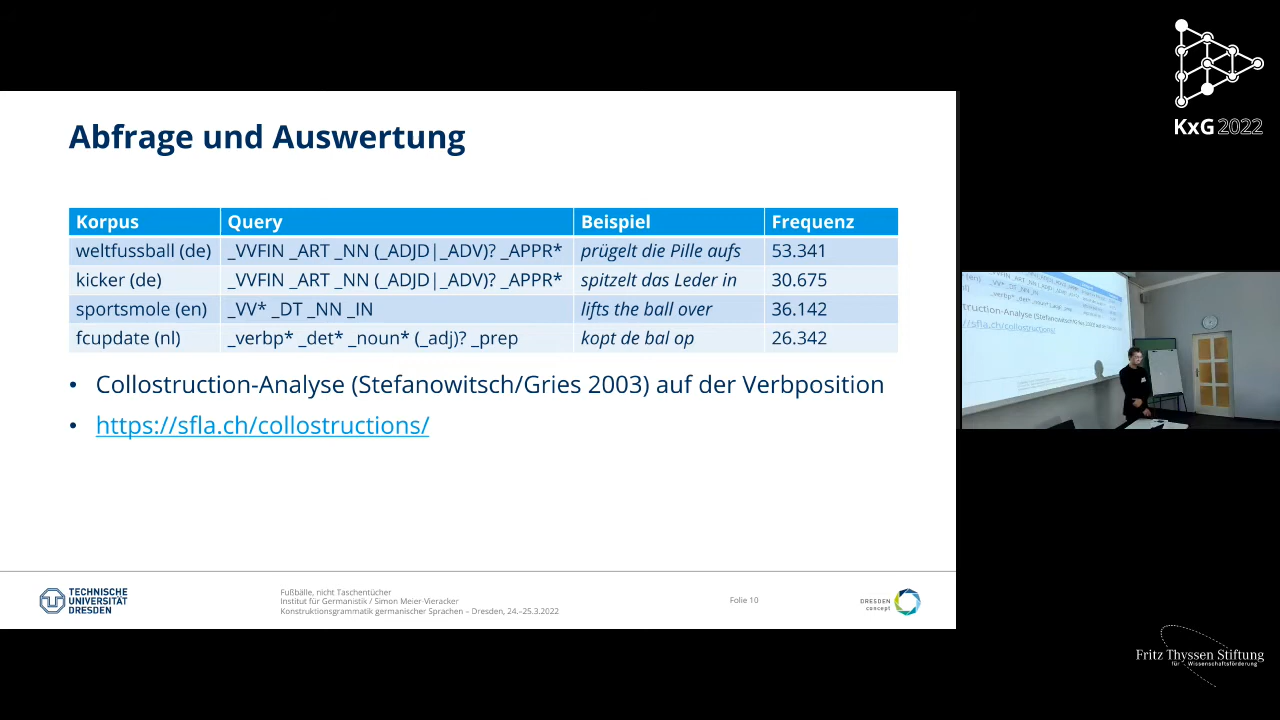 KxG 2022
Abfrage und Auswertung
Korpus Query Beispiel Frequenz
weltfussball (de) _VVFIN _ART _NN (_ADJD|_ADV)? _APPR* prügelt die Pille aufs 53.341
kicker (de) _VVFIN _ART _NN (_ADJD|_ADV)? _APPR* spitzelt das Leder in 30.675
sportsmole (en) _VV* _DT _NN _IN lifts the ball over 36.142
fcupdate (nl) _verbp* _det* _noun* (_adj)? _prep kopt de bal op 26.342
• Collostruction-Analyse (Stefanowitsch/Gries 2003) auf der Verbposition
• https://sfla.ch/collostructions/
TECHNISCHE
UNIVERSITÄT
DRESDEN
Fußbälle, nicht Taschentücher
Institut für Germanistik / Simon Meier-Vieracker
Konstruktionsgrammatik germanischer Sprachen – Dresden, 24.–25.3.2022
Folie 10
DRESDEN
concept
Fritz Thyssen Stiftung
für Wissenschaftsförderung